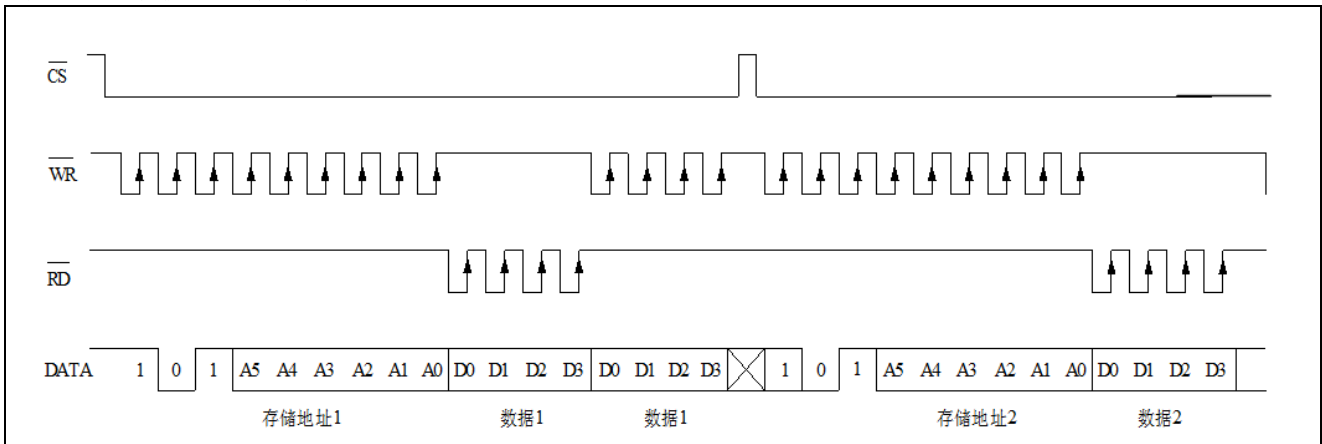 CS
WR
RD
DATA 1 0 1 A5 A4 A3 A2 A1 A0 D0 D1 D2 D3 D0 D1 D2 D3 1 0 1 A5 A4 A3 A2 A1 A0 D0 D1 D2 D3
存储地址1 数据1 数据1 存储地址2 数据2